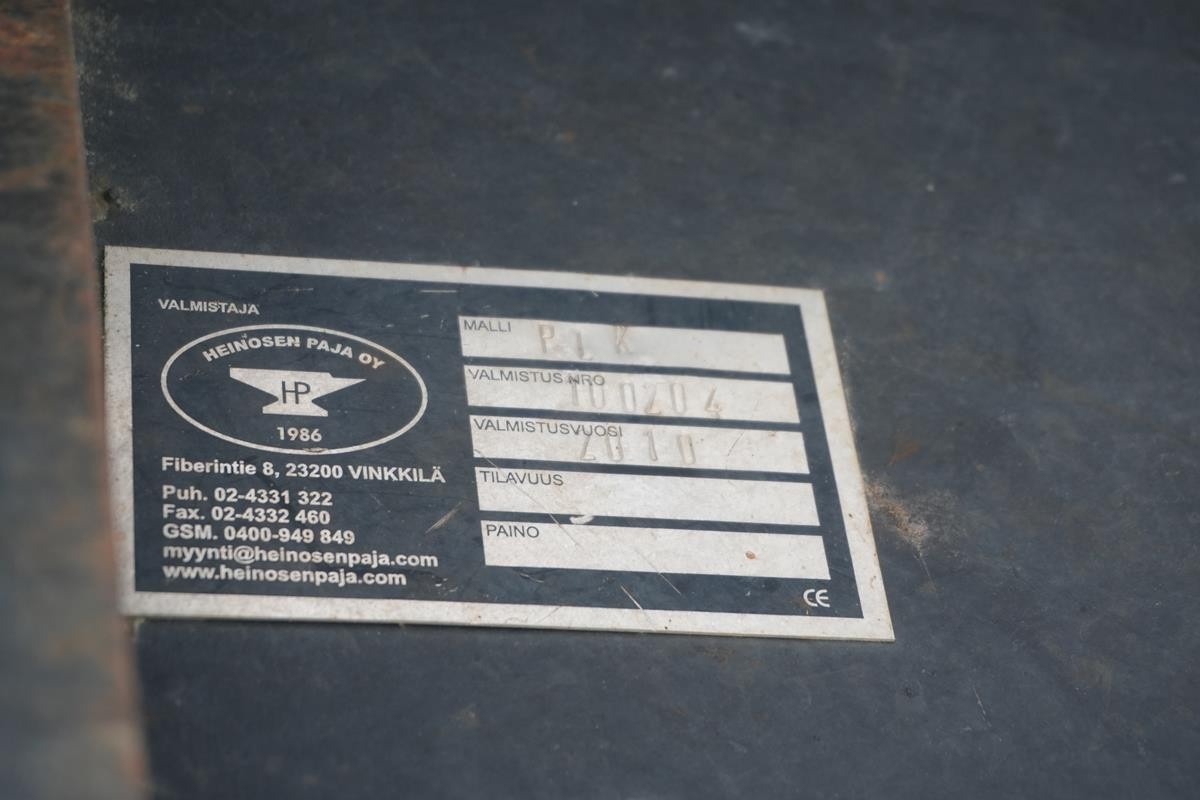 VALMISTAJA
HEINOSEN PAJA OY
HP
1986
Fiberintie 8, 23200 VINKKILÄ
Puh. 02-4331 322
Fax. 02-4332 460
GSM. 0400-949 849
myynti@heinosenpaja.com
www.heinosenpaja.com
MALLI
VALMISTUS NRO 100204
VALMISTUSVUOSI 2010
TILAVUUS
PAINO
CE